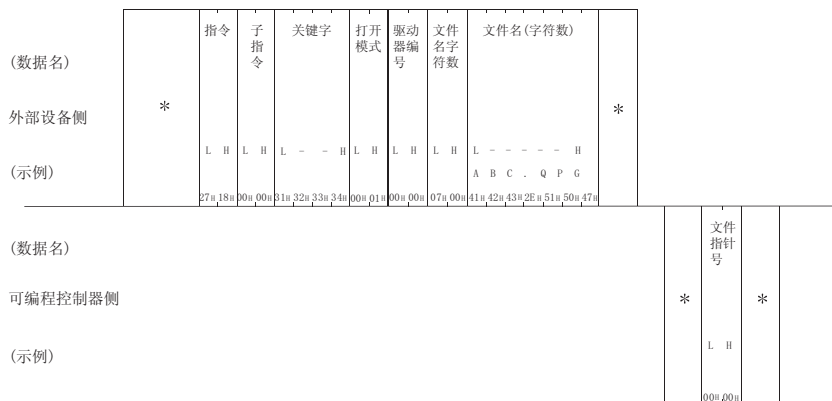 指令 子指令 关键字 打开模式 驱动器编号 文件名字符数 文件名(字符数)
(数据名)
* *
外部设备侧
L H L H L - - H L H L H L H L - - - - - H
(示例)
A B C . Q P G
27H 18H 00H 00H 31H 32H 33H 34H 00H 01H 00H 00H 07H 00H 41H 42H 43H 2EH 51H 50H 47H
文件指针号
(数据名)
可编程控制器侧
* *
(示例)
L H
00H 00H